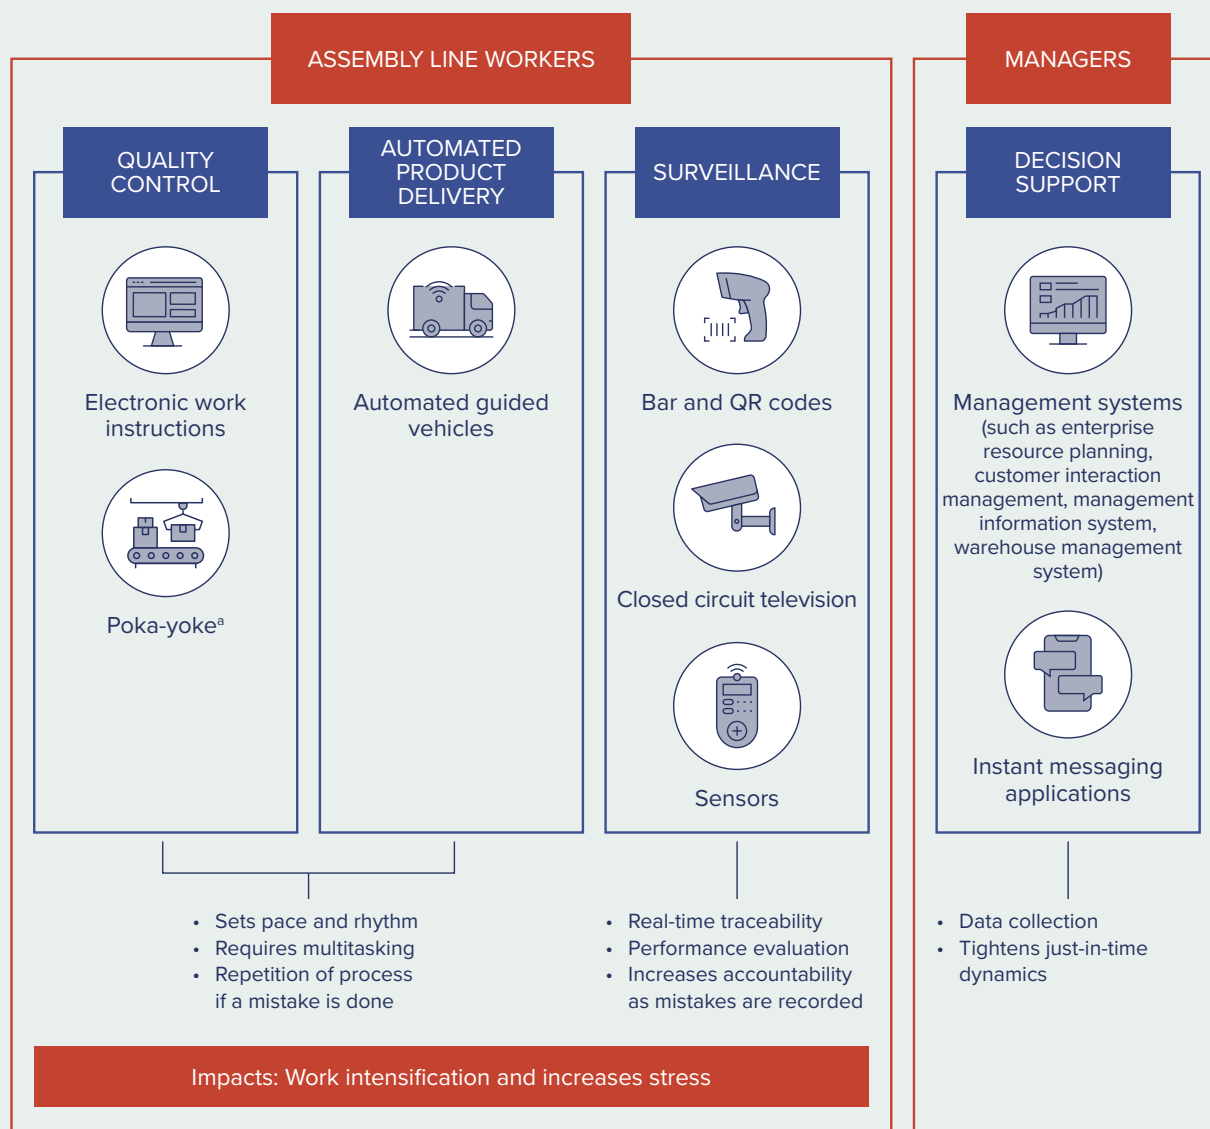 ASSEMBLY LINE WORKERS
QUALITY
CONTROL
Electronic work
instructions
Poka-yokeᵃ
AUTOMATED
PRODUCT
DELIVERY
Automated guided
vehicles
• Sets pace and rhythm
• Requires multitasking
• Repetition of process
if a mistake is done
SURVEILLANCE
Bar and QR codes
Closed circuit television
Sensors
• Real-time traceability
• Performance evaluation
• Increases accountability
as mistakes are recorded
Impacts: Work intensification and increases stress
MANAGERS
DECISION
SUPPORT
Management systems
(such as enterprise
resource planning,
customer interaction
management, management
information system,
warehouse management
system)
Instant messaging
applications
• Data collection
• Tightens just-in-time
dynamics